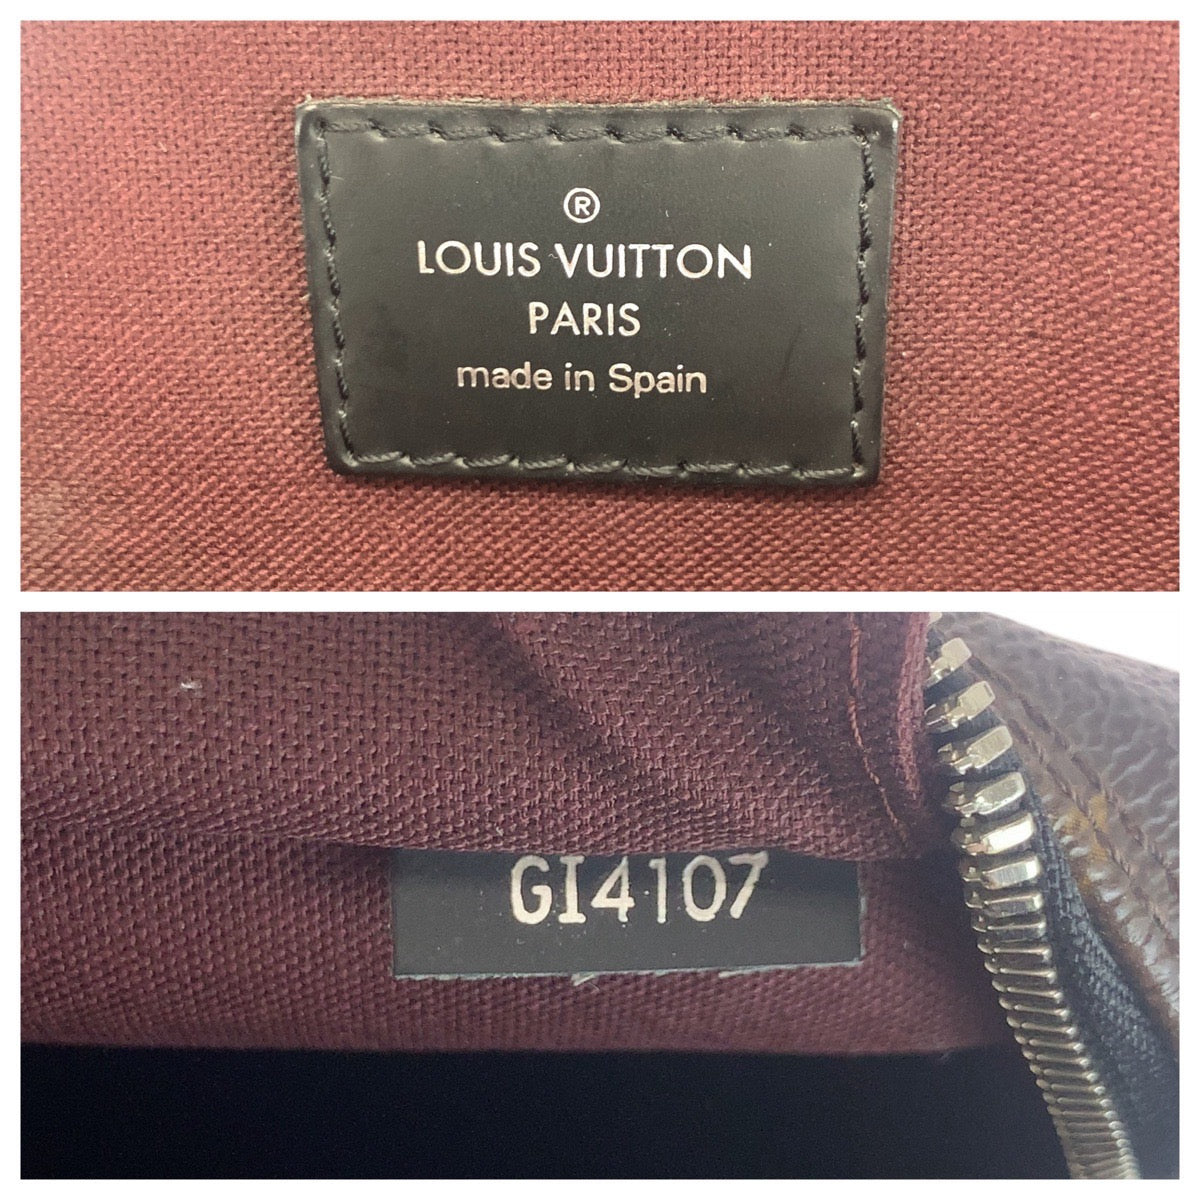 ®
LOUIS VUITTON
PARIS
made in Spain
GI4107